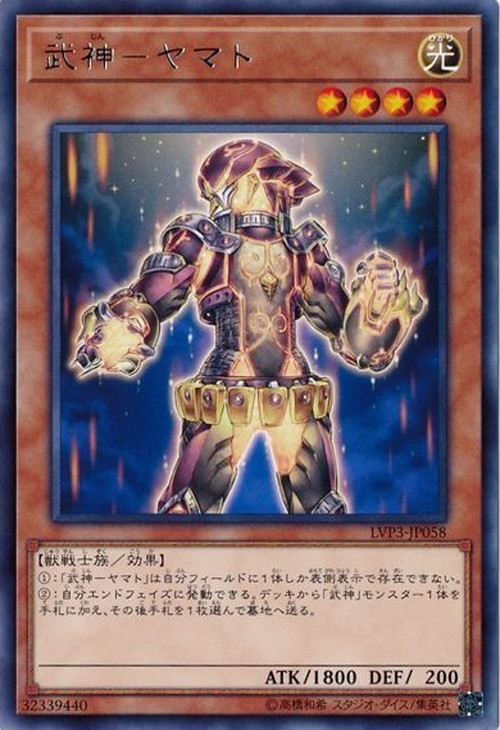 武神－ヤマト
光
LVP3-JP058
【獣戦士族／効果】
①：「武神－ヤマト」は自分フィールドに１体しか表側表示で存在できない。
②：自分エンドフェイズに発動できる。デッキから「武神」モンスター１体を
手札に加え、その後手札を１枚選んで墓地へ送る。
ATK/1800 DEF/ 200
32339440
©高橋和希 スタジオ・ダイス/集英社